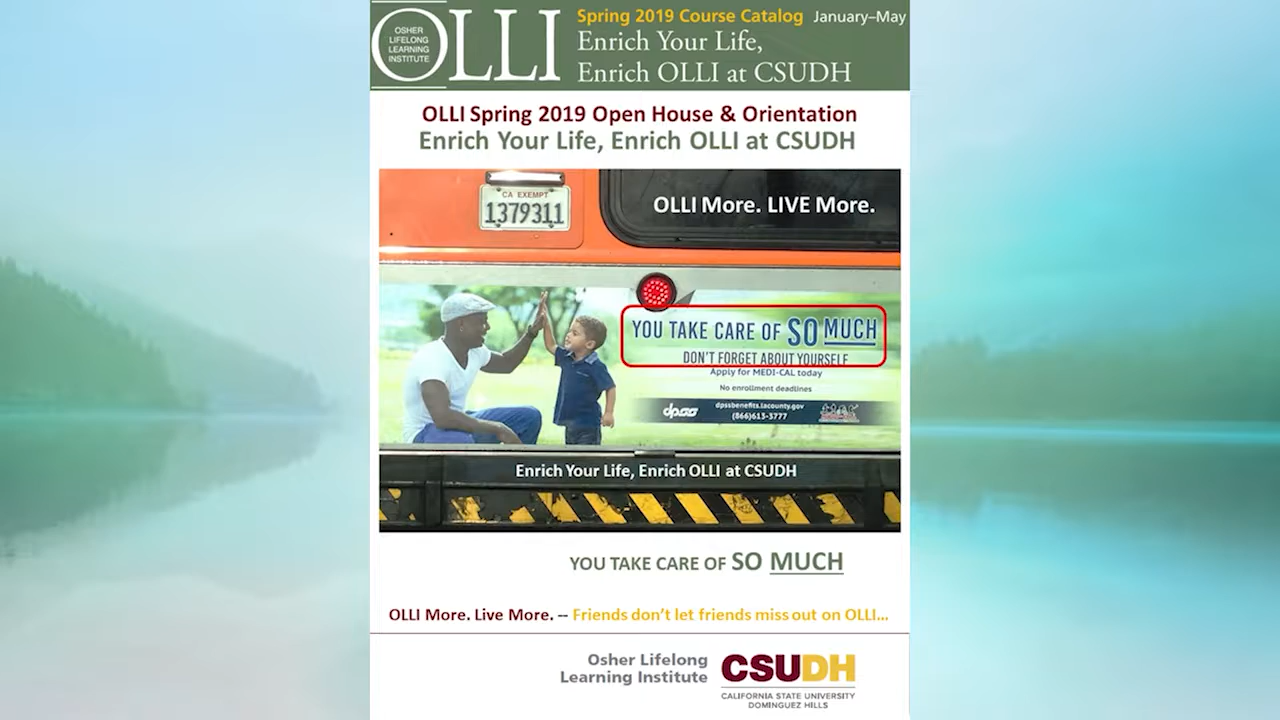 OLLI
OSHER
LIFELONG
LEARNING
INSTITUTE
Spring 2019 Course Catalog January–May
Enrich Your Life,
Enrich OLLI at CSUDH
OLLI Spring 2019 Open House & Orientation
Enrich Your Life, Enrich OLLI at CSUDH
CA EXEMPT
1379311
OLLI More. LIVE More.
YOU TAKE CARE OF SO MUCH
DON'T FORGET ABOUT YOURSELF
Apply for MEDI-CAL today
No enrollment deadlines
dpss
dpssbenefits.lacounty.gov
(866)613-3777
Enrich Your Life, Enrich OLLI at CSUDH
YOU TAKE CARE OF SO MUCH
OLLI More. Live More. -- Friends don’t let friends miss out on OLLI...
Osher Lifelong
Learning Institute
CSUDH
CALIFORNIA STATE UNIVERSITY
DOMINGUEZ HILLS